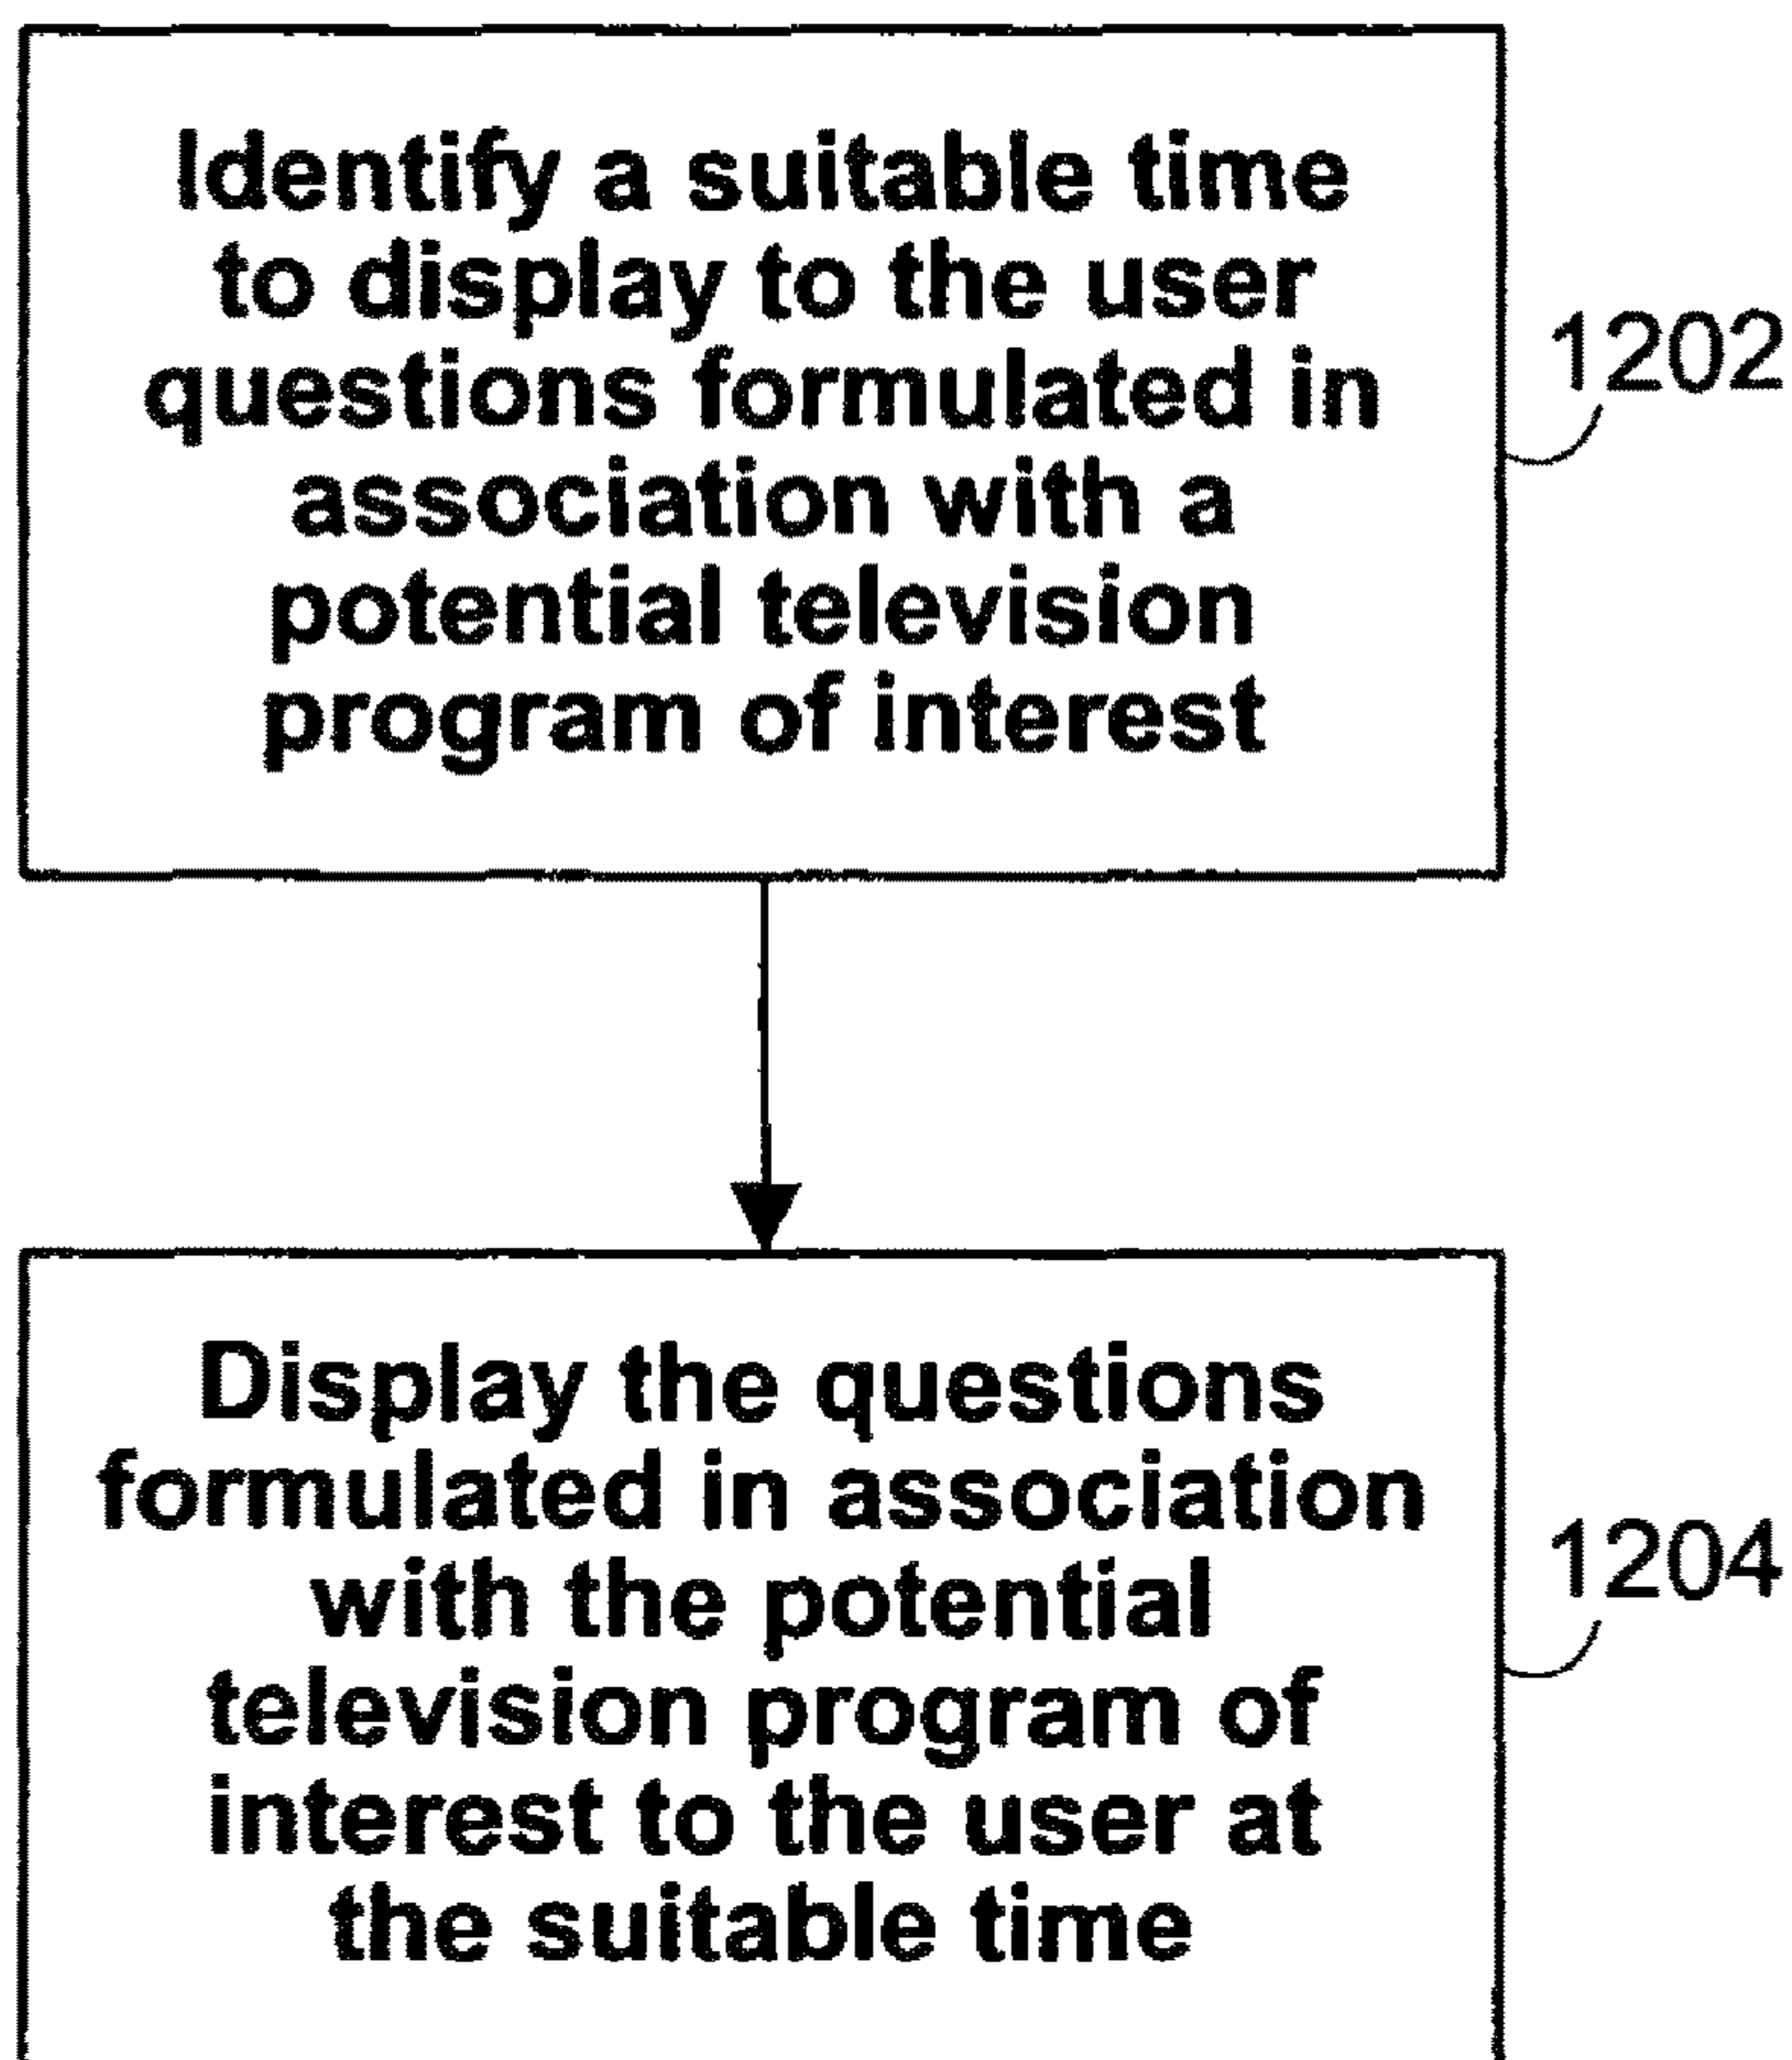 Identify a suitable time
to display to the user
questions formulated in
association with a
potential television
program of interest
1202
Display the questions
formulated in association
with the potential
television program of
interest to the user at
the suitable time
1204